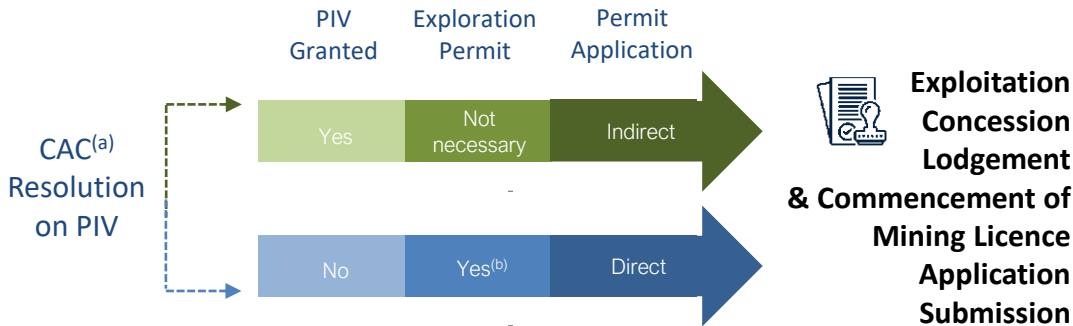 PIV
Granted
Exploration
Permit
Permit
Application
CAC(a)
Resolution
on PIV
Yes
Not
necessary
Indirect
-
No
Yes(b)
Direct
-
Exploitation
Concession
Lodgement
& Commencement of
Mining Licence
Application
Submission